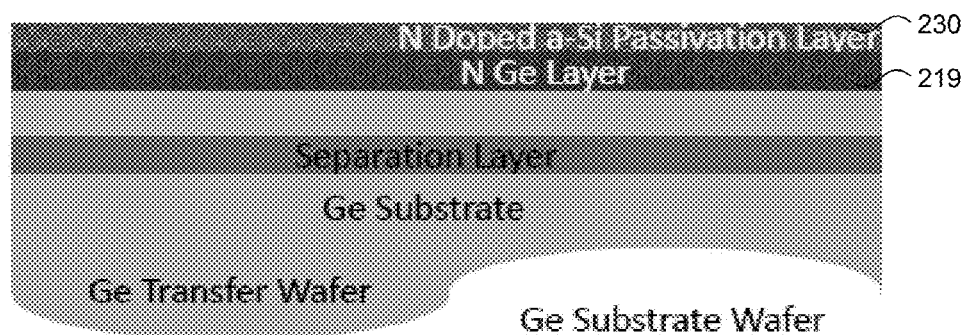 N Doped a-Si Passivation Layer 230
N Ge Layer 219
Separation Layer
Ge Substrate
Ge Transfer Wafer
Ge Substrate Wafer